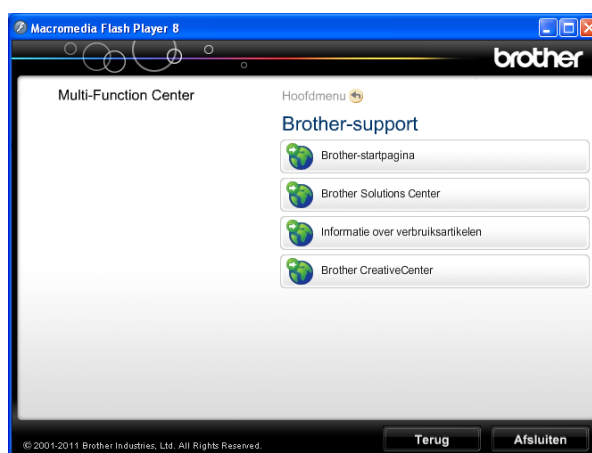 Macromedia Flash Player 8
brother
Multi-Function Center
Hoofdmenu
Brother-support
Brother-startpagina
Brother Solutions Center
Informatie over verbruiksartikelen
Brother CreativeCenter
© 2001-2011 Brother Industries, Ltd. All Rights Reserved.
Terug
Afsluiten